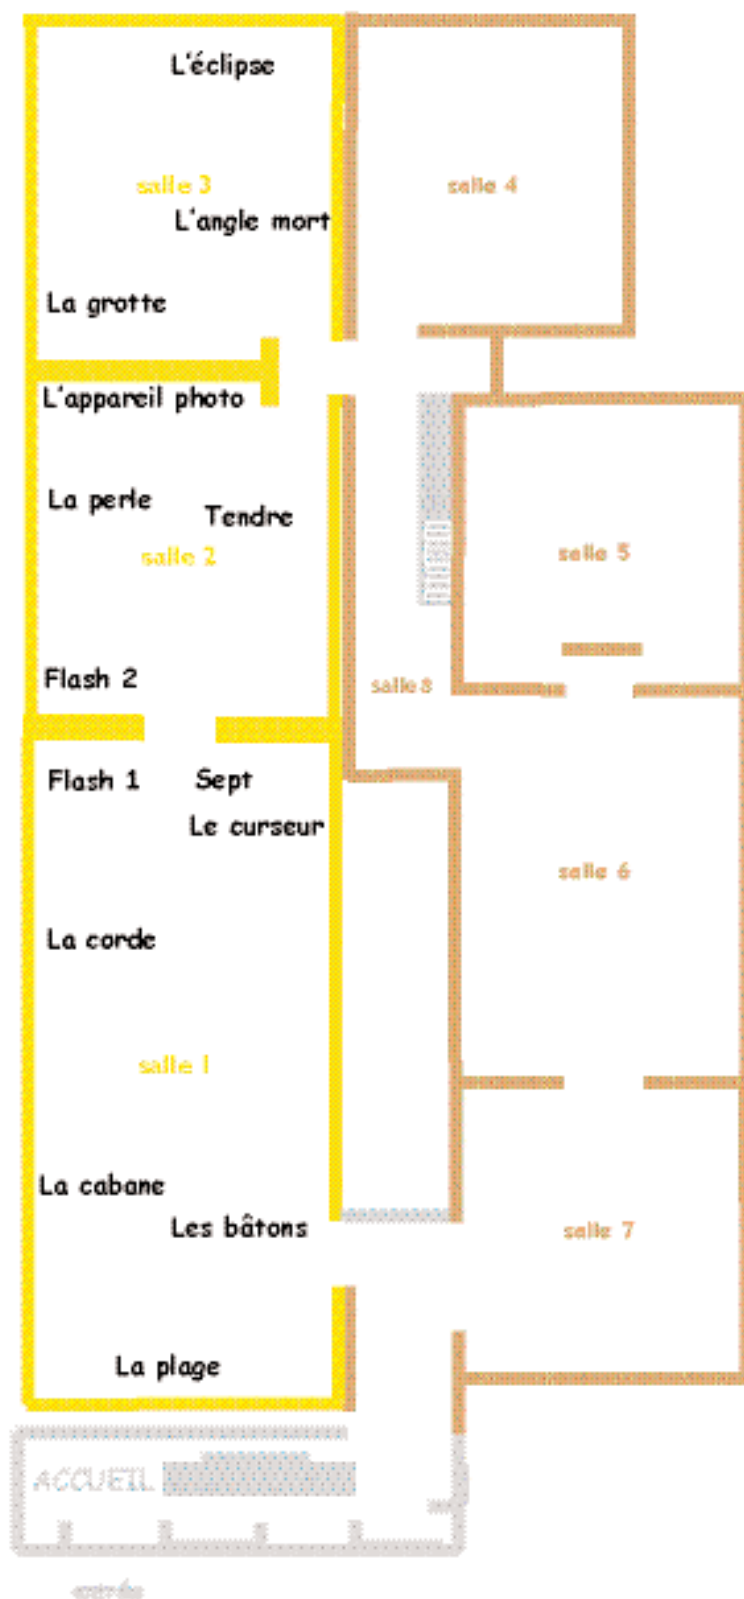 L'éclipse
salle 3
salle 4
L'angle mort
La grotte
L'appareil photo
La perle
Tendre
salle 2
salle 5
Flash 2
salle 8
Flash 1
Sept
Le curseur
salle 6
La corde
salle 1
La cabane
Les bâtons
salle 7
La plage
ACCUEIL
entrée